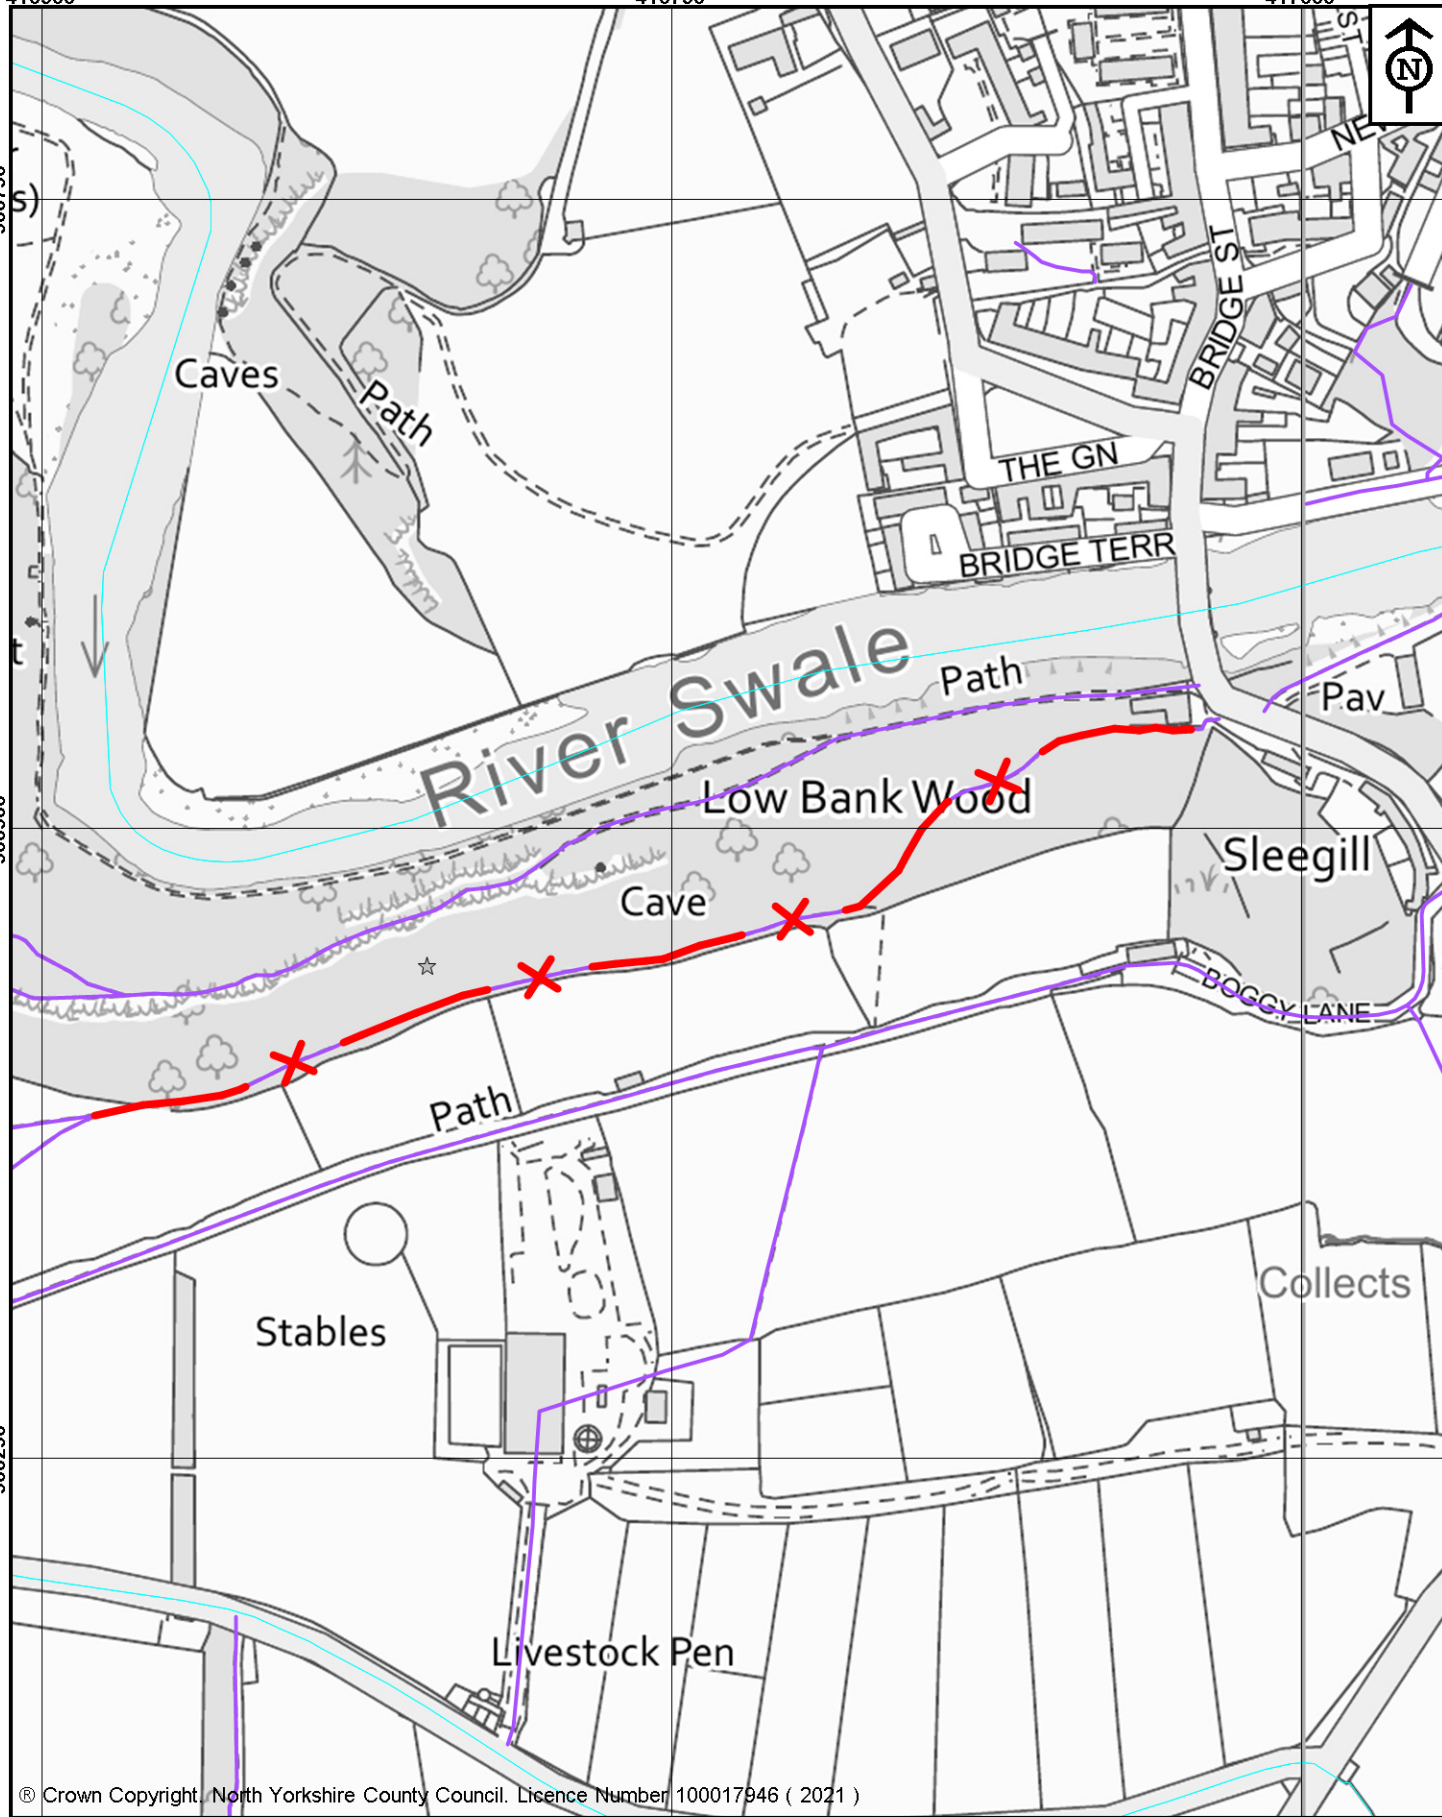 N
NEW
s)
BRIDGE ST
Caves
Path
THE GN
BRIDGE TERR
River Swale
Path
Pav
Low Bank Wood
Sleegill
Cave
BOGGY LANE
Path
Collects
Stables
Livestock Pen
® Crown Copyright. North Yorkshire County Council. Licence Number 100017946 ( 2021 )